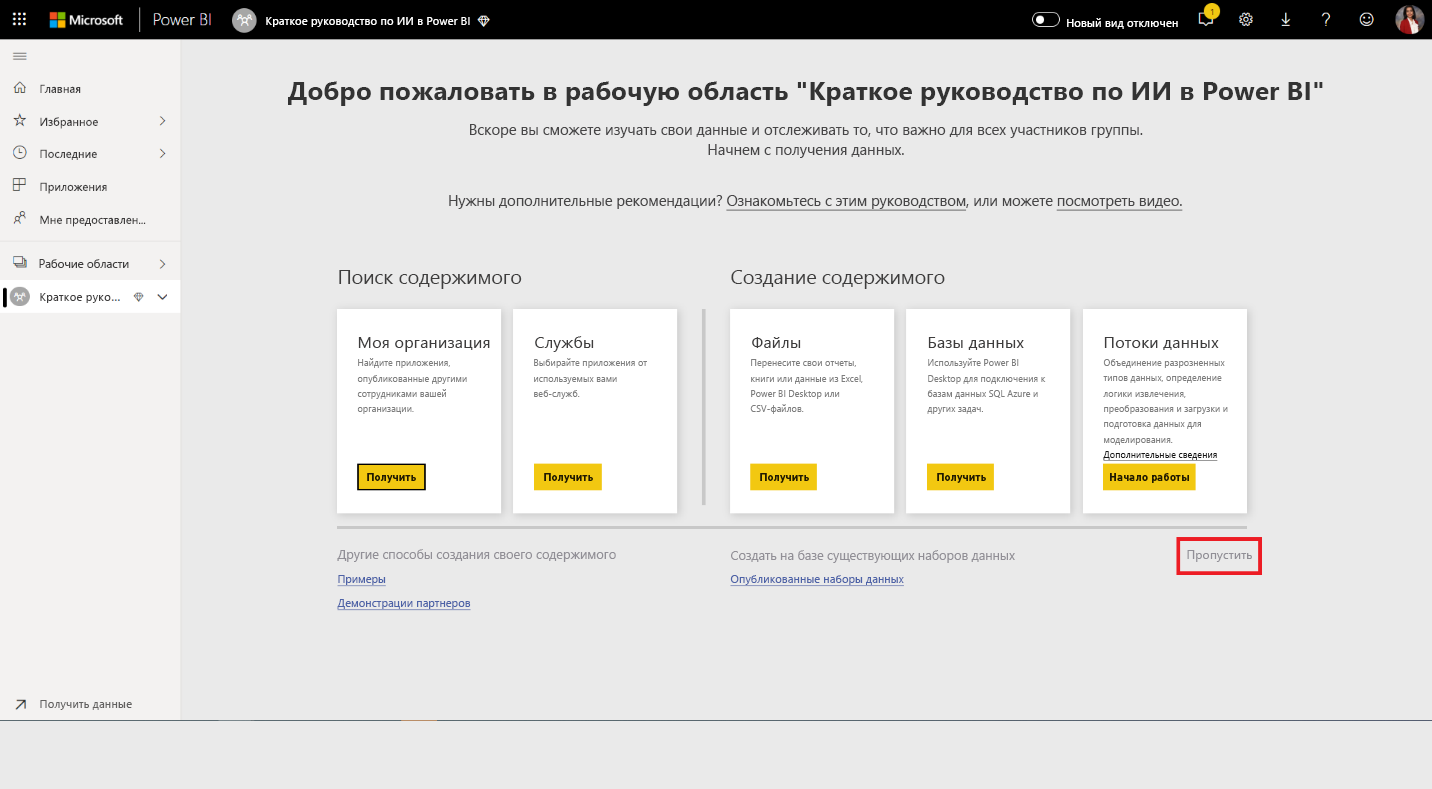 Microsoft
Power BI
Краткое руководство по ИИ в Power BI
Новый вид отключен
1
Главная
Избранное
Последние
Приложения
Мне предоставлен...
Рабочие области
Краткое руко...
Получить данные
Добро пожаловать в рабочую область "Краткое руководство по ИИ в Power BI"
Вскоре вы сможете изучать свои данные и отслеживать то, что важно для всех участников группы.
Начнем с получения данных.
Нужны дополнительные рекомендации? Ознакомьтесь с этим руководством, или можете посмотреть видео.
Поиск содержимого
Моя организация
Найдите приложения,
опубликованные другими
сотрудниками вашей
организации.
Получить
Службы
Выбирайте приложения от
используемых вами
веб-служб.
Получить
Создание содержимого
Файлы
Перенесите свои отчеты,
книги или данные из Excel,
Power BI Desktop или
CSV-файлов.
Получить
Базы данных
Используйте Power BI
Desktop для подключения к
базам данных SQL Azure и
других задач.
Получить
Потоки данных
Объединение разрозненных
типов данных, определение
логики извлечения,
преобразования и загрузки и
подготовка данных для
моделирования.
Дополнительные сведения
Начало работы
Другие способы создания своего содержимого
Примеры
Демонстрации партнеров
Создать на базе существующих наборов данных
Опубликованные наборы данных
Пропустить